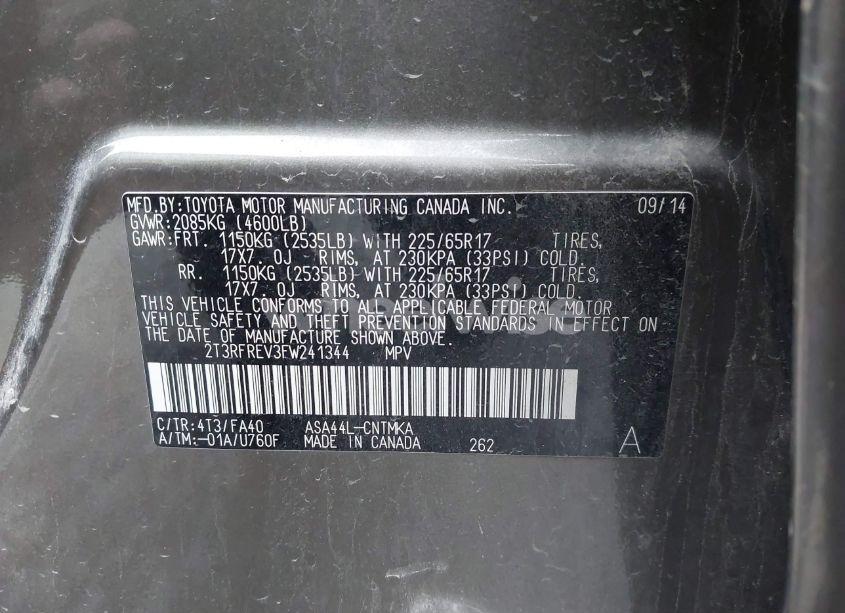 MFD.BY:TOYOTA MOTOR MANUFACTURING CANADA INC. 09/14
GVWR:2085KG (4600LB)
GAWR:FRT. 1150KG (2535LB) WITH 225/65R17 TIRES,
17X7.0J RIMS, AT 230KPA (33PSI) COLD.
RR. 1150KG (2535LB) WITH 225/65R17 TIRES,
17X7.0J RIMS, AT 230KPA (33PSI) COLD.
THIS VEHICLE CONFORMS TO ALL APPLICABLE FEDERAL MOTOR
VEHICLE SAFETY AND THEFT PREVENTION STANDARDS IN EFFECT ON
THE DATE OF MANUFACTURE SHOWN ABOVE.
2T3RFREV3FW241344 MPV
C/TR:4T3/FA40 ASA44L-CNTMKA
A/TM:-01A/U760F MADE IN CANADA 262 A